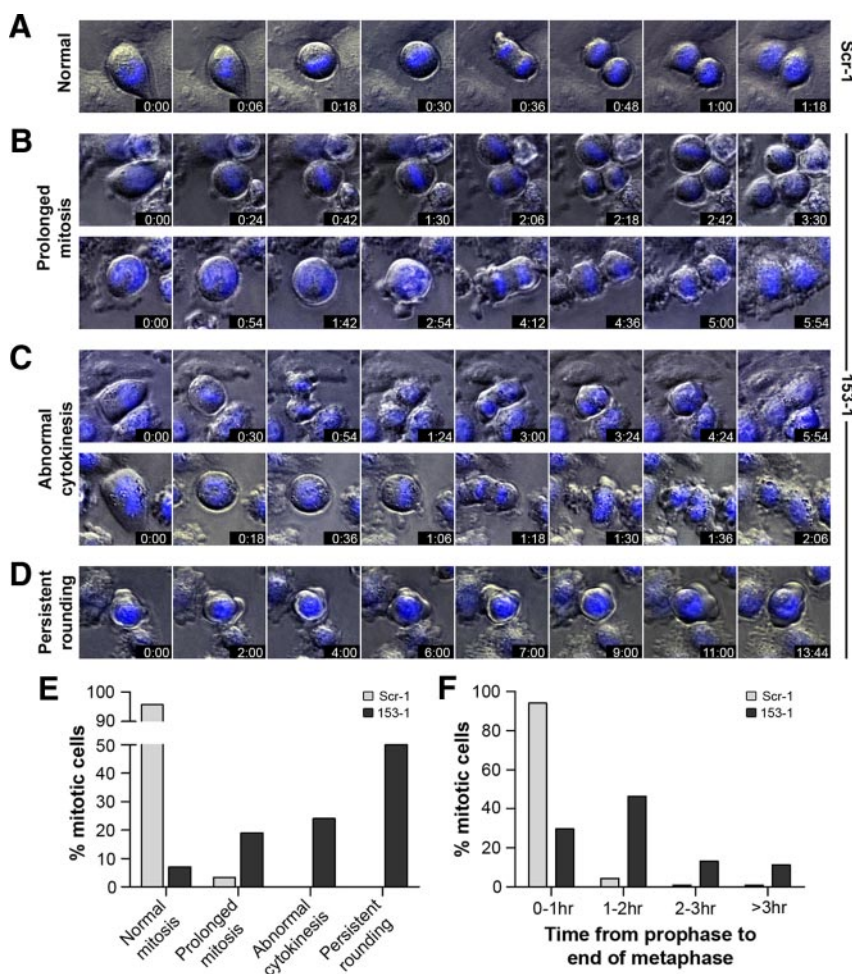 A
Normal
0:00 0:06 0:18 0:30 0:36 0:48 1:00 1:18
Scr-1
B
Prolonged
mitosis
0:00 0:24 0:42 1:30 2:06 2:18 2:42 3:30
0:00 0:54 1:42 2:54 4:12 4:36 5:00 5:54
C
Abnormal
cytokinesis
0:00 0:30 0:54 1:24 3:00 3:24 4:24 5:54
0:00 0:18 0:36 1:06 1:18 1:30 1:36 2:06
153-1
D
Persistent
rounding
0:00 2:00 4:00 6:00 7:00 9:00 11:00 13:44
E
% mitotic cells
100
90
50
40
30
20
10
0
Scr-1
153-1
Normal
mitosis
Prolonged
mitosis
Abnormal
cytokinesis
Persistent
rounding
F
% mitotic cells
100
80
60
40
20
0
Scr-1
153-1
0-1hr 1-2hr 2-3hr >3hr
Time from prophase to
end of metaphase